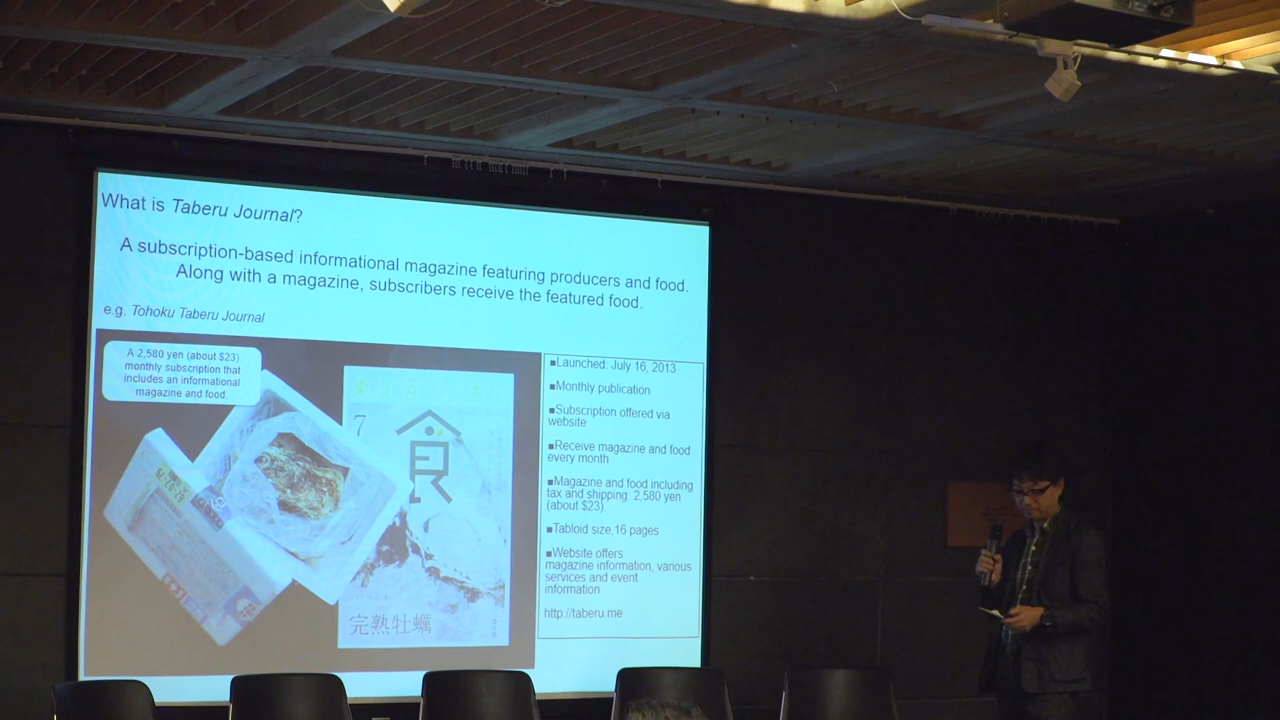 What is Taberu Journal?
A subscription-based informational magazine featuring producers and food.
Along with a magazine, subscribers receive the featured food.
e.g. Tohoku Taberu Journal
A 2,580 yen (about $23)
monthly subscription that
includes an informational
magazine and food.
7
食
完熟牡蠣
■Launched: July 16, 2013
■Monthly publication
■Subscription offered via
website
■Receive magazine and food
every month
■Magazine and food including
tax and shipping. 2,580 yen
(about $23)
■Tabloid size,16 pages
■Website offers
magazine information, various
services and event
information
http://taberu.me